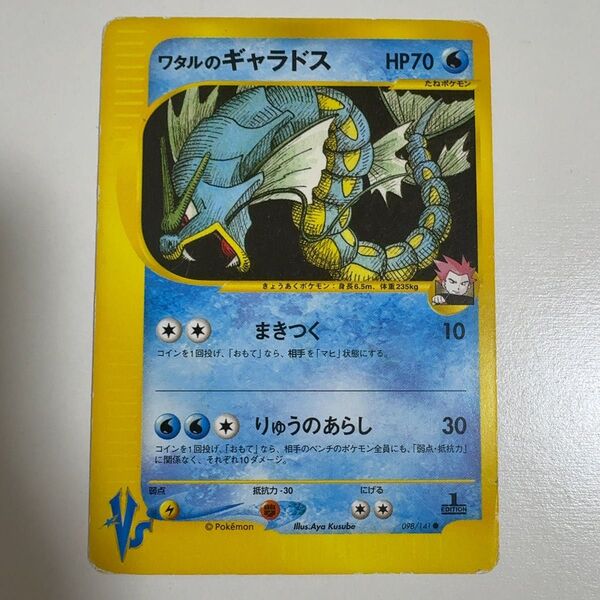 ワタルのギャラドス HP70
たねポケモン
きょうあくポケモン：身長6.5m、体重235kg
まきつく 10
コインを1回投げ、「おもて」なら、相手を「マヒ」状態にする。
りゅうのあらし 30
コインを1回投げ、「おもて」なら、相手のベンチのポケモン全員にも、「弱点・抵抗力」
に関係なく、それぞれ10ダメージ。
弱点 抵抗力 -30 にげる
1
EDITION
©Pokémon Illus.Aya Kusube 098/141 ●
Vs